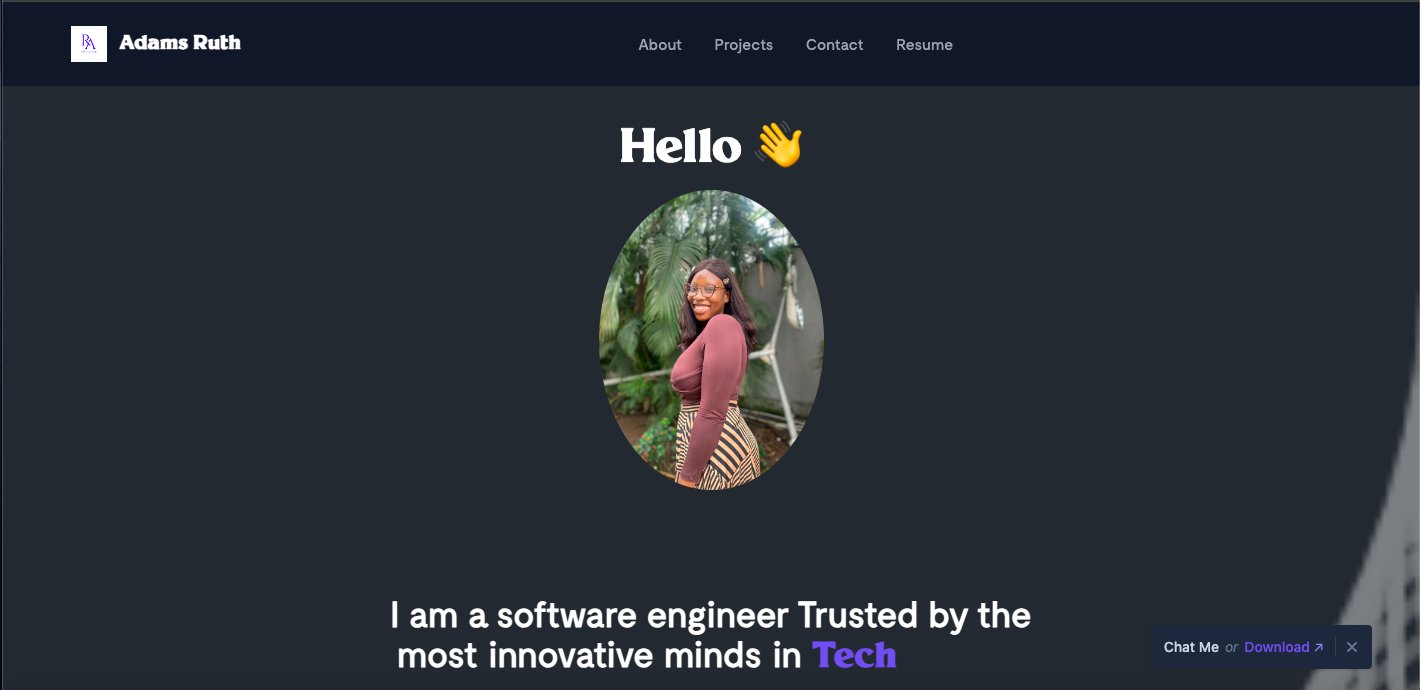 RA
Adams Ruth
About Projects Contact Resume
Hello 👋
I am a software engineer Trusted by the
most innovative minds in Tech
Chat Me or Download ↗ ✕